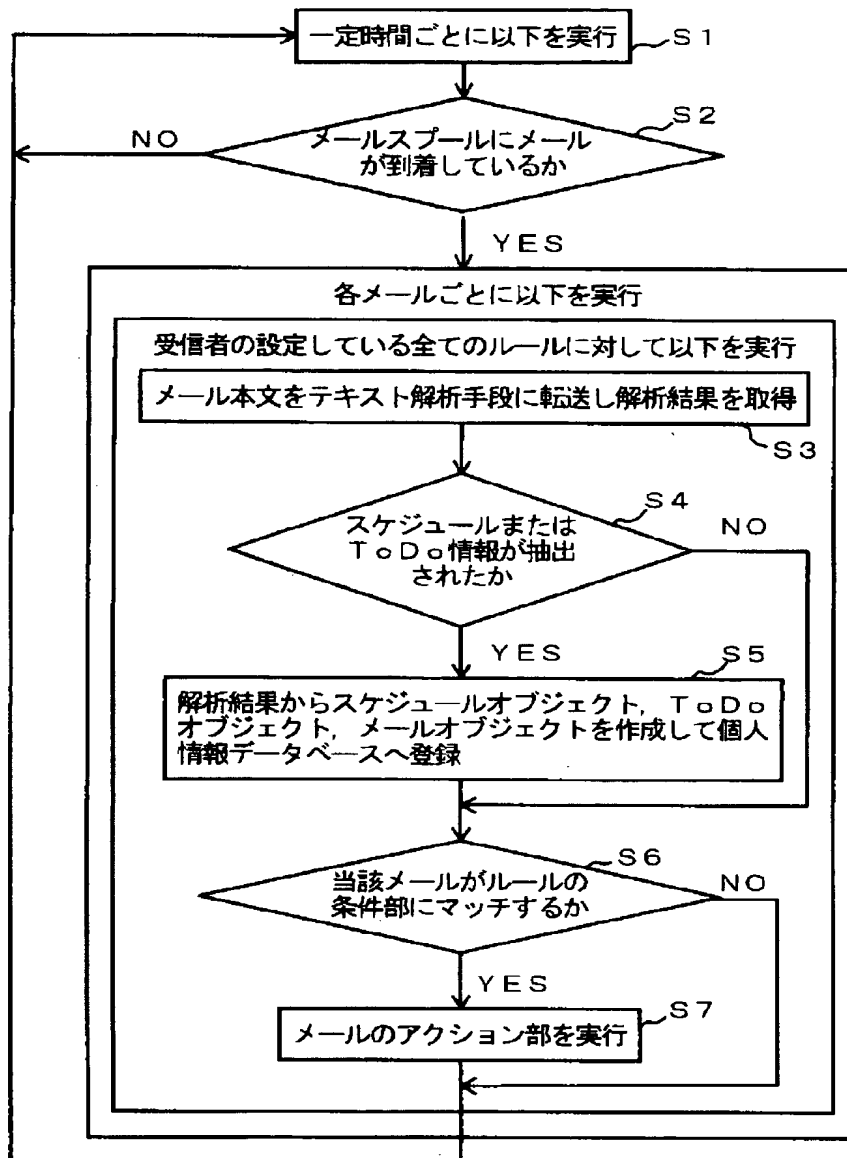 一定時間ごとに以下を実行
S1
メールスプールにメール
が到着しているか
S2
NO
YES
各メールごとに以下を実行
受信者の設定している全てのルールに対して以下を実行
メール本文をテキスト解析手段に転送し解析結果を取得
S3
スケジュールまたは
ToDo情報が抽出
されたか
S4
NO
YES
S5
解析結果からスケジュールオブジェクト，ToDo
オブジェクト，メールオブジェクトを作成して個人
情報データベースへ登録
当該メールがルールの
条件部にマッチするか
S6
NO
YES
メールのアクション部を実行
S7